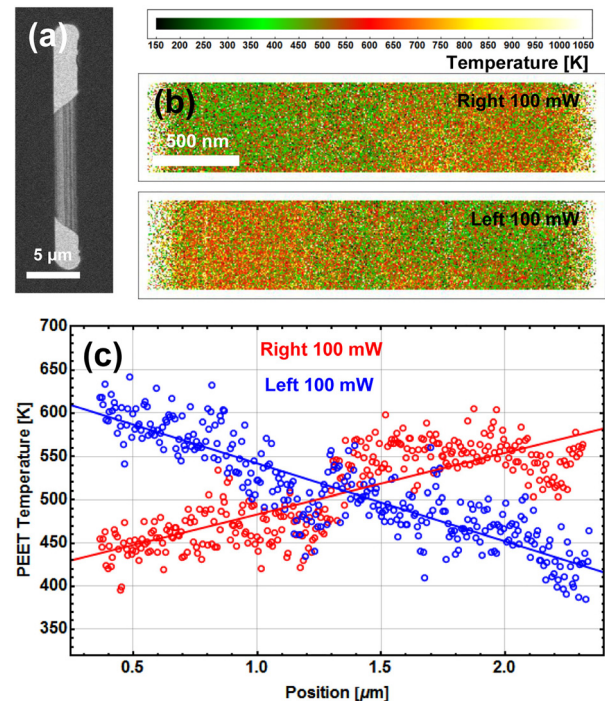 (a)
5 µm
150 200 250 300 350 400 450 500 550 600 650 700 750 800 850 900 950 1000 1050
Temperature [K]
(b)
Right 100 mW
500 nm
Left 100 mW
(c)
Right 100 mW
Left 100 mW
PEET Temperature [K]
700
650
600
550
500
450
400
350
0.5 1.0 1.5 2.0
Position [µm]